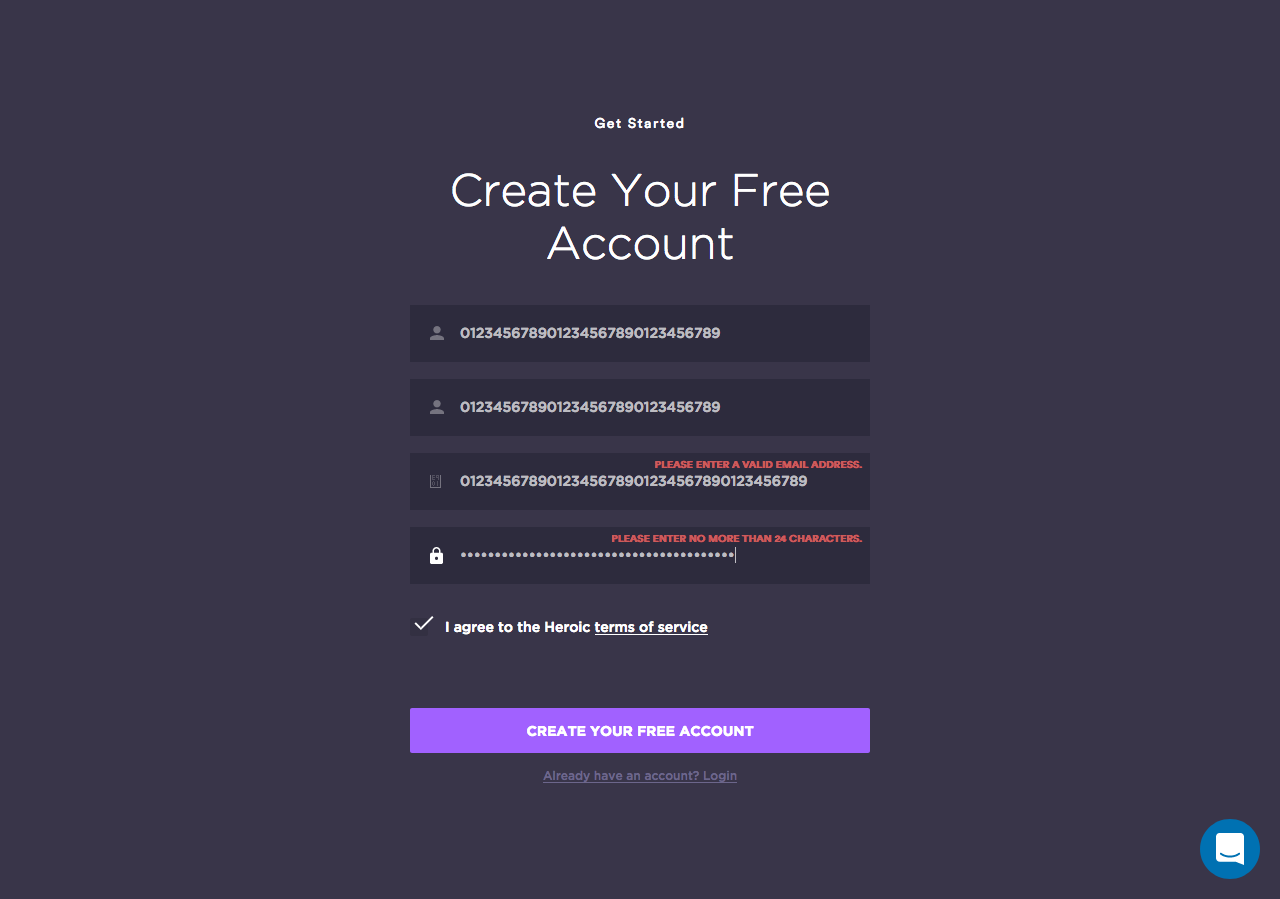 Get Started
Create Your Free
Account
012345678901234567890123456789
012345678901234567890123456789
PLEASE ENTER A VALID EMAIL ADDRESS.
0123456789012345678901234567890123456789
PLEASE ENTER NO MORE THAN 24 CHARACTERS.
I agree to the Heroic terms of service
CREATE YOUR FREE ACCOUNT
Already have an account? Login